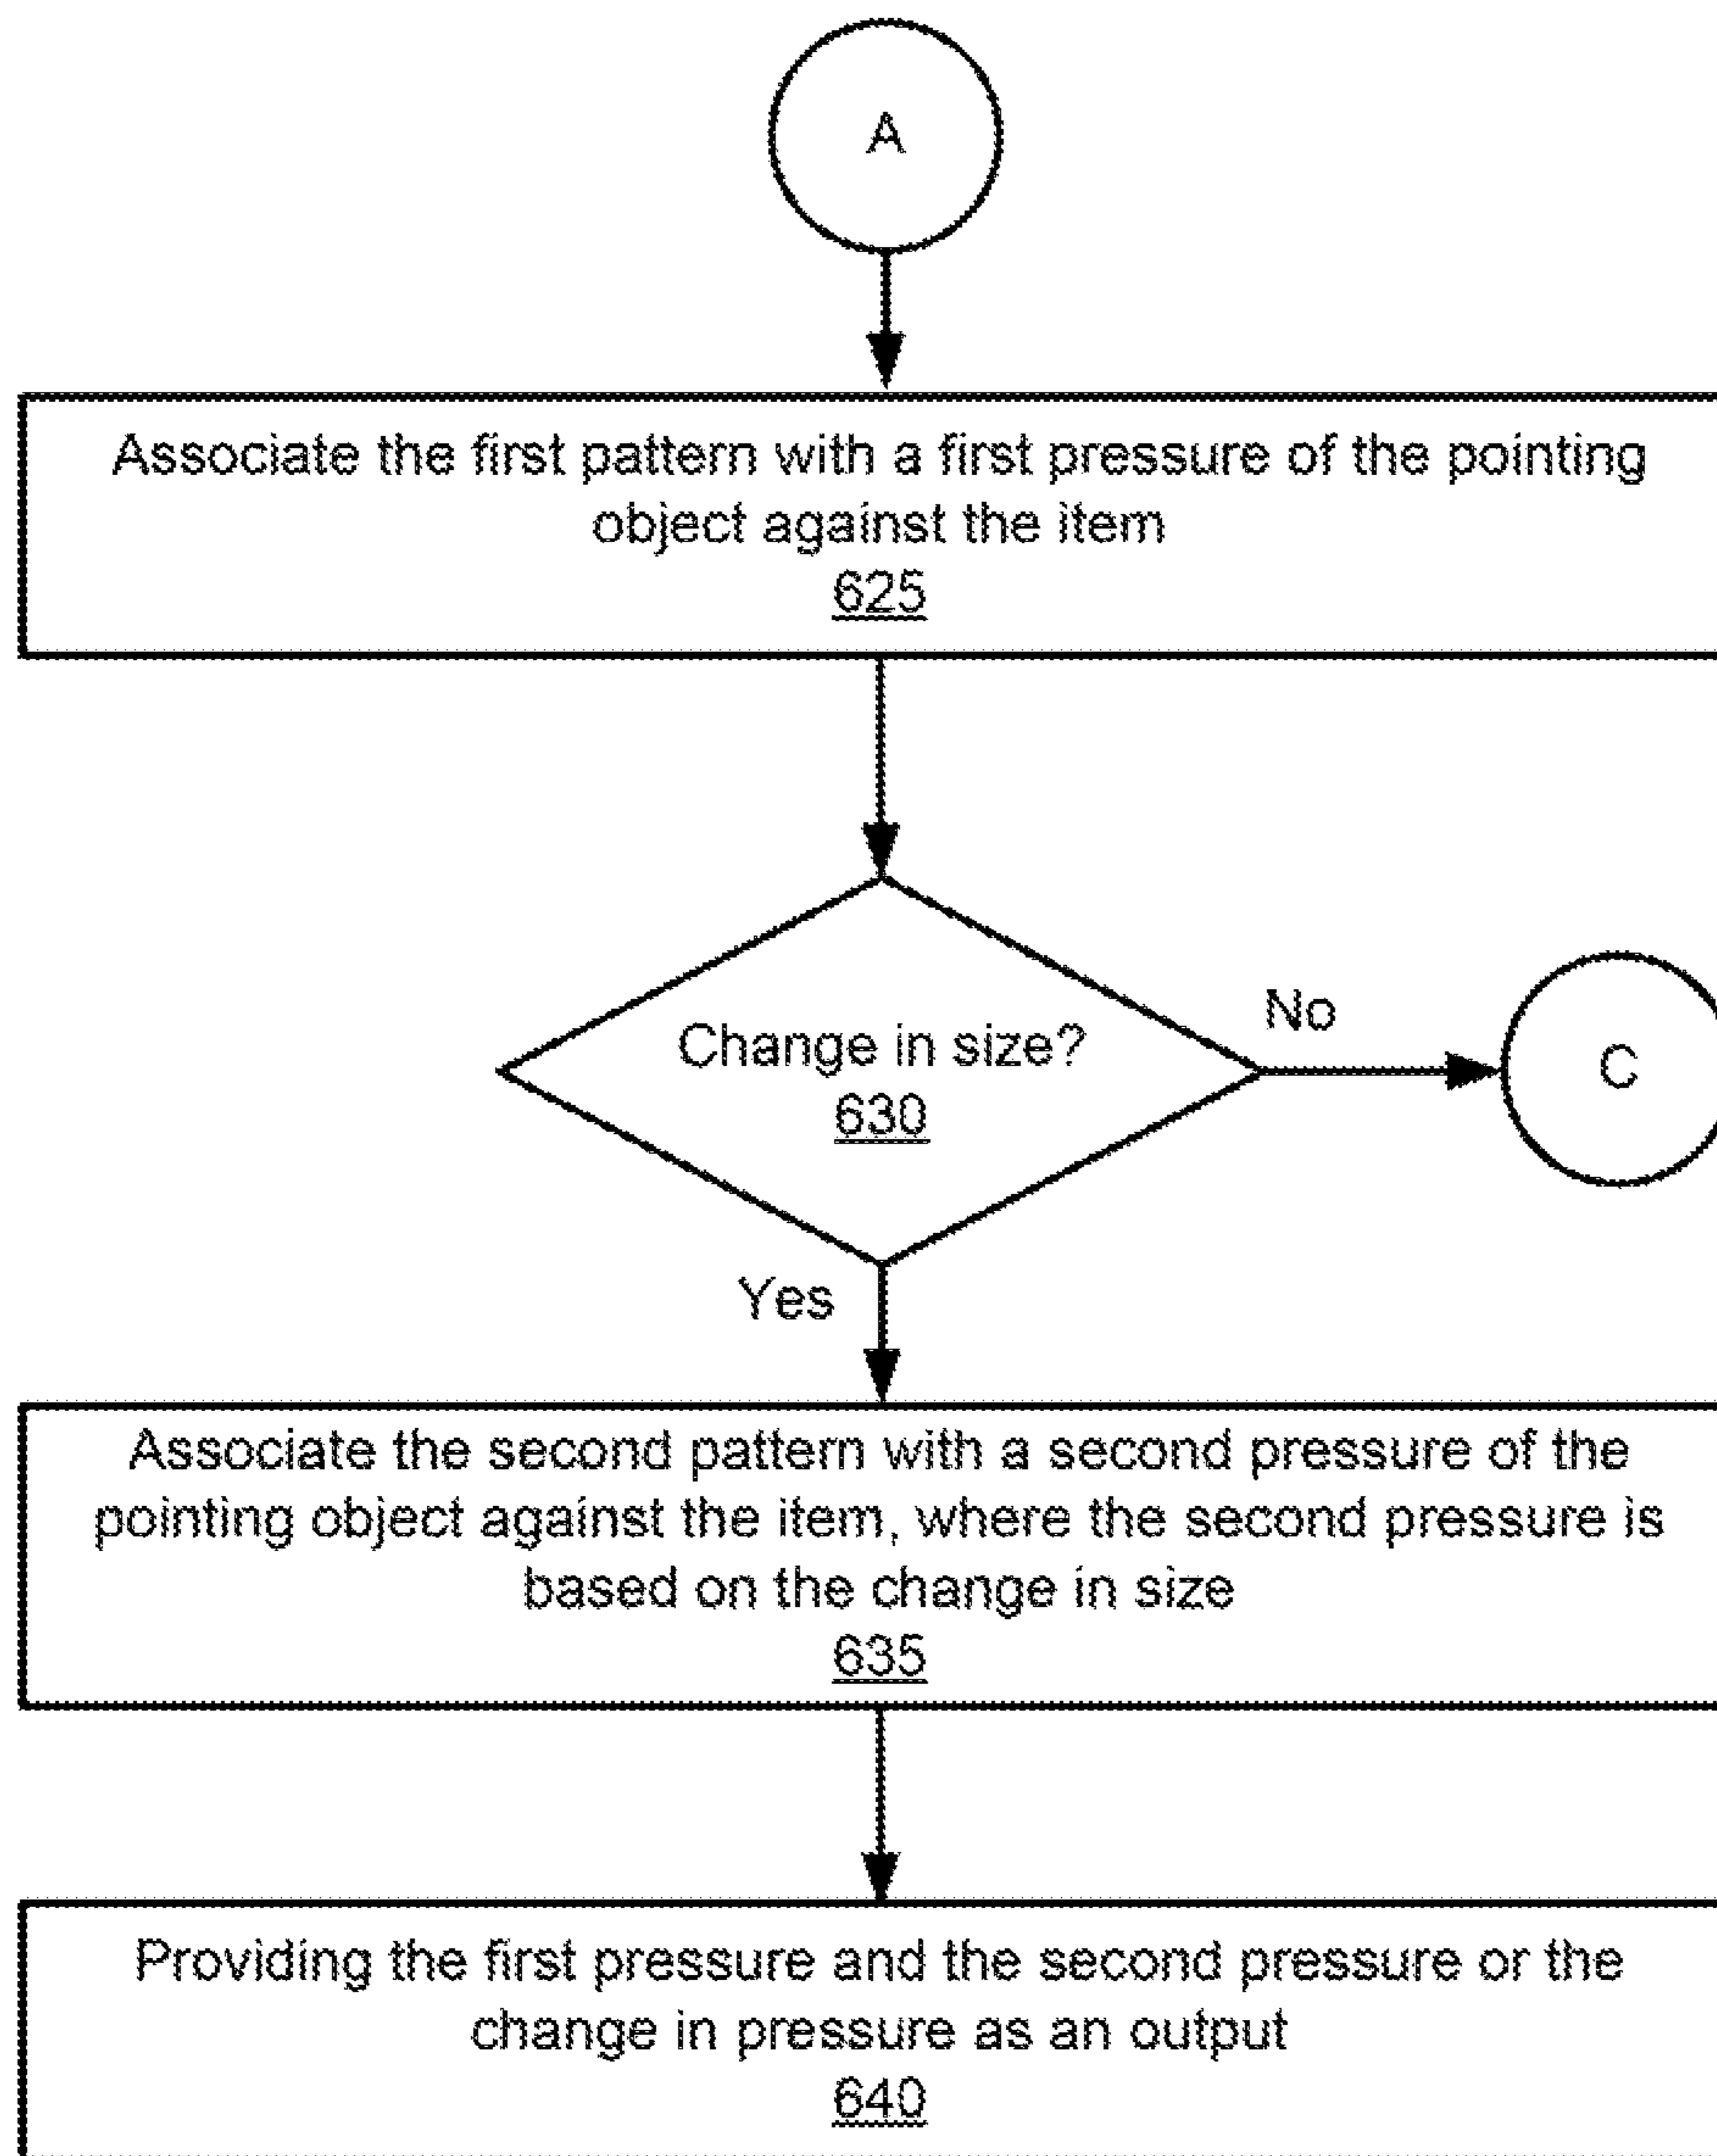 A
Associate the first pattern with a first pressure of the pointing
object against the item
625
Change in size?
630
No
C
Yes
Associate the second pattern with a second pressure of the
pointing object against the item, where the second pressure is
based on the change in size
635
Providing the first pressure and the second pressure or the
change in pressure as an output
640